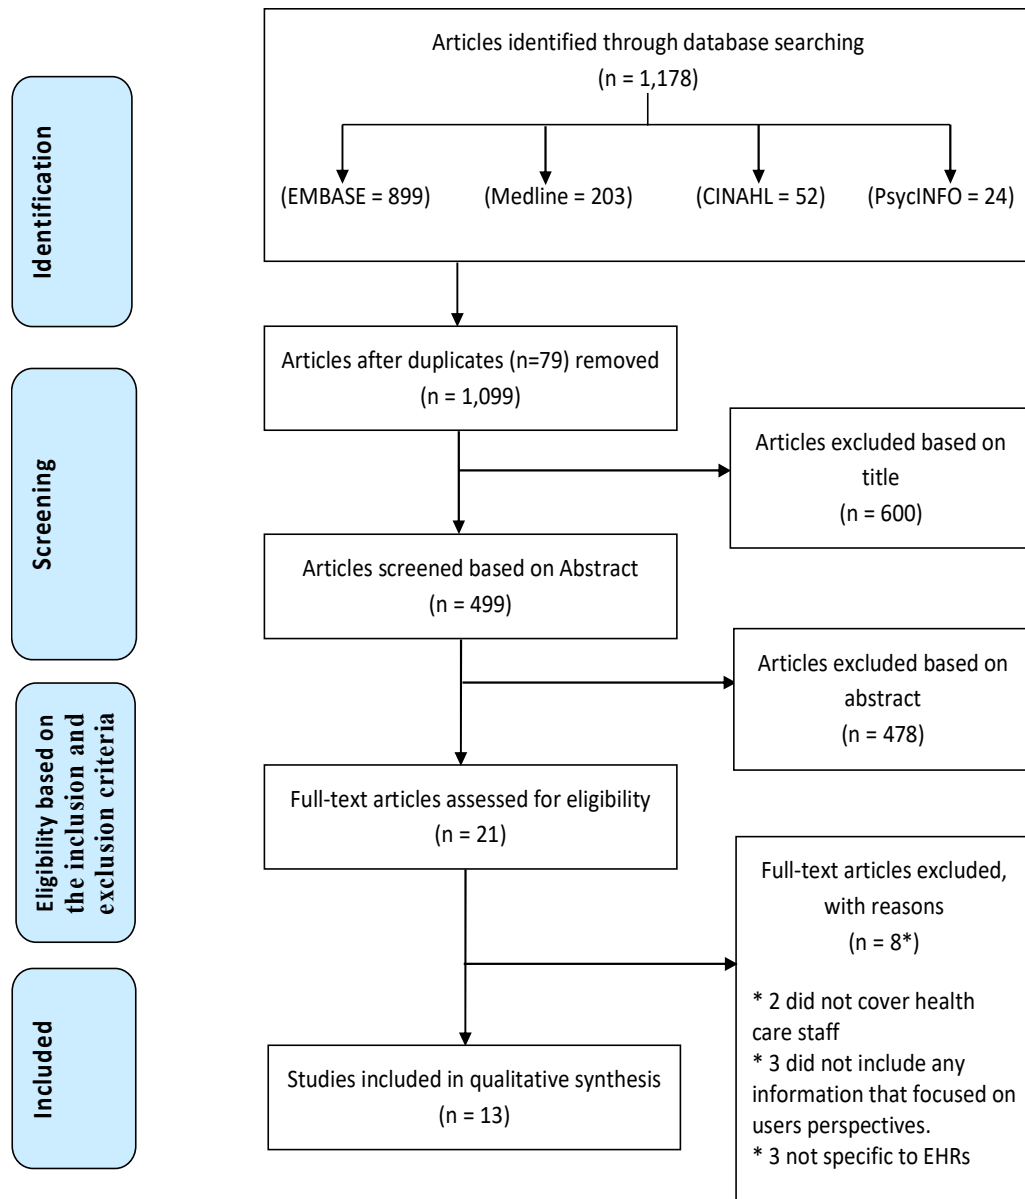 Identification
Articles identified through database searching
(n = 1,178)
(EMBASE = 899)
(Medline = 203)
(CINAHL = 52)
(PsycINFO = 24)
Screening
Articles after duplicates (n=79) removed
(n = 1,099)
Articles excluded based on
title
(n = 600)
Articles screened based on Abstract
(n = 499)
Articles excluded based on
abstract
(n = 478)
Eligibility based on
the inclusion and
exclusion criteria
Full-text articles assessed for eligibility
(n = 21)
Full-text articles excluded,
with reasons
(n = 8*)
* 2 did not cover health
care staff
* 3 did not include any
information that focused on
users perspectives.
* 3 not specific to EHRs
Included
Studies included in qualitative synthesis
(n = 13)